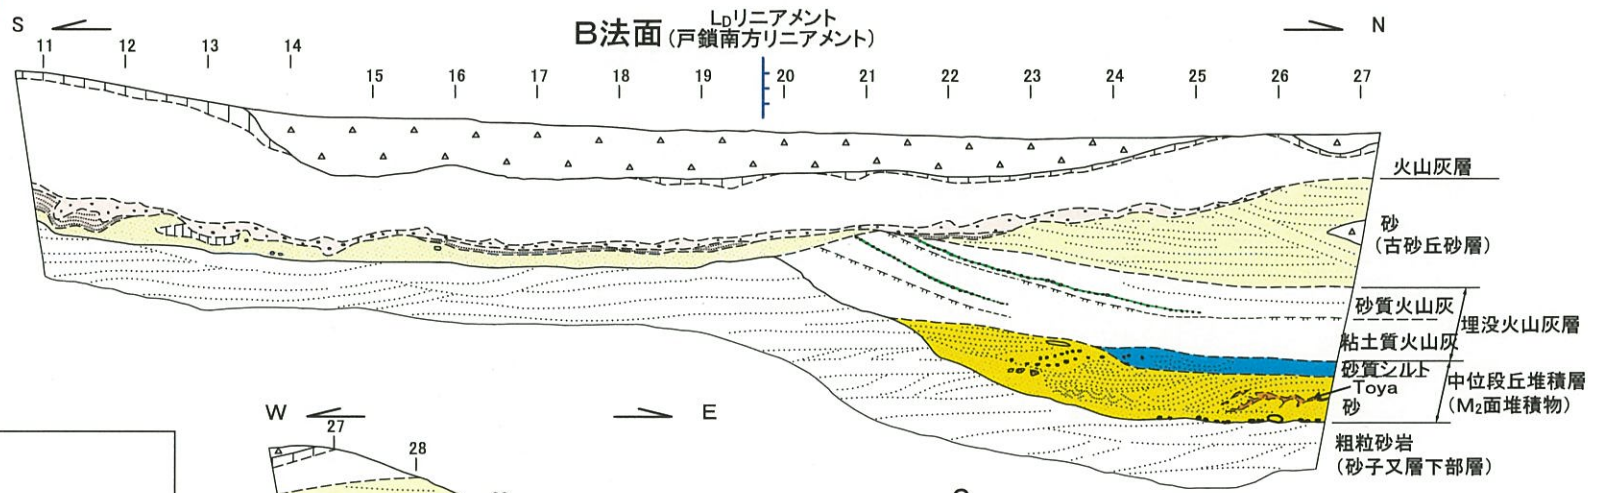 S
N
B法面
LDリニアメント
(戸鎖南方リニアメント)
11 12 13 14 15 16 17 18 19 20 21 22 23 24 25 26 27
火山灰層
砂
(古砂丘砂層)
砂質火山灰
埋没火山灰層
粘土質火山灰
砂質シルト
Toya
砂
中位段丘堆積層
(M2面堆積物)
粗粒砂岩
(砂子又層下部層)
W
E
27
28